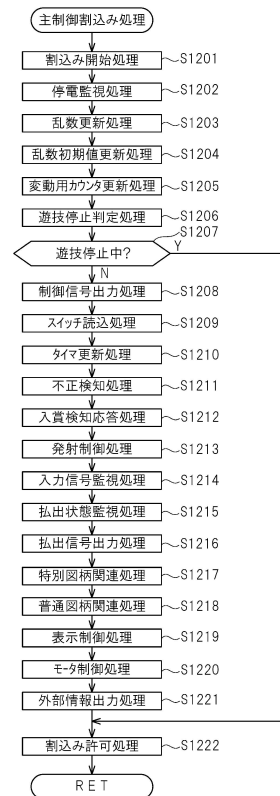 主制御割込み処理
割込み開始処理 S1201
停電監視処理 S1202
乱数更新処理 S1203
乱数初期値更新処理 S1204
変動用カウンタ更新処理 S1205
遊技停止判定処理 S1206
S1207
遊技停止中? Y
N
制御信号出力処理 S1208
スイッチ読込処理 S1209
タイマ更新処理 S1210
不正検知処理 S1211
入賞検知応答処理 S1212
発射制御処理 S1213
入力信号監視処理 S1214
払出状態監視処理 S1215
払出信号出力処理 S1216
特別図柄関連処理 S1217
普通図柄関連処理 S1218
表示制御処理 S1219
モータ制御処理 S1220
外部情報出力処理 S1221
割込み許可処理 S1222
RET